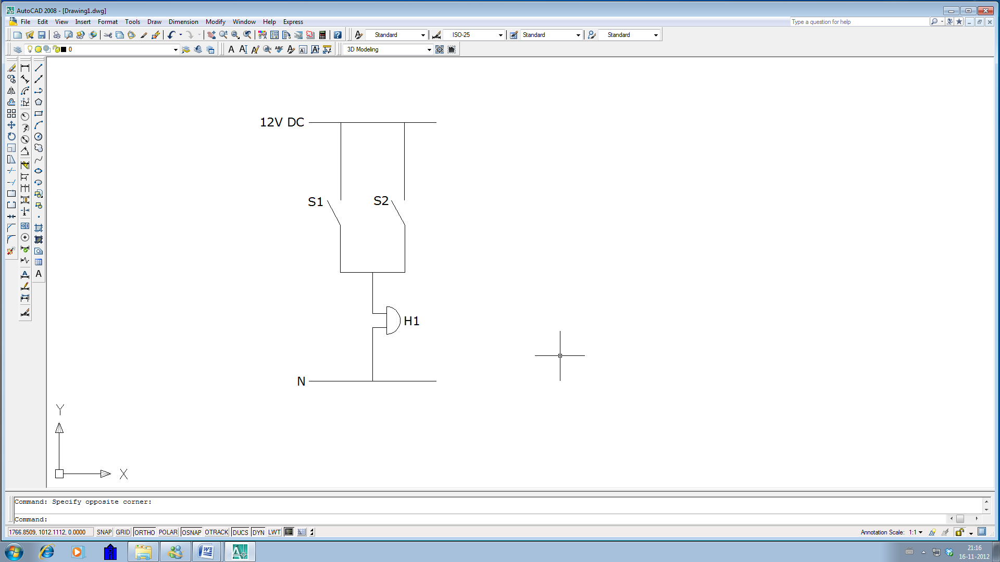 AutoCAD 2008 - [Drawing1.dwg]
File Edit View Insert Format Tools Draw Dimension Modify Window Help Express
Type a question for help
Standard ISO-25 Standard Standard
0 3D Modeling
12V DC
S1 S2
H1
N
Y
X
Command: Specify opposite corner:
Command:
1766.8509, 1012.1112, 0.0000 SNAP GRID ORTHO POLAR OSNAP OTRACK DUCS DYN LWT Annotation Scale: 1:1
21:16
16-11-2012